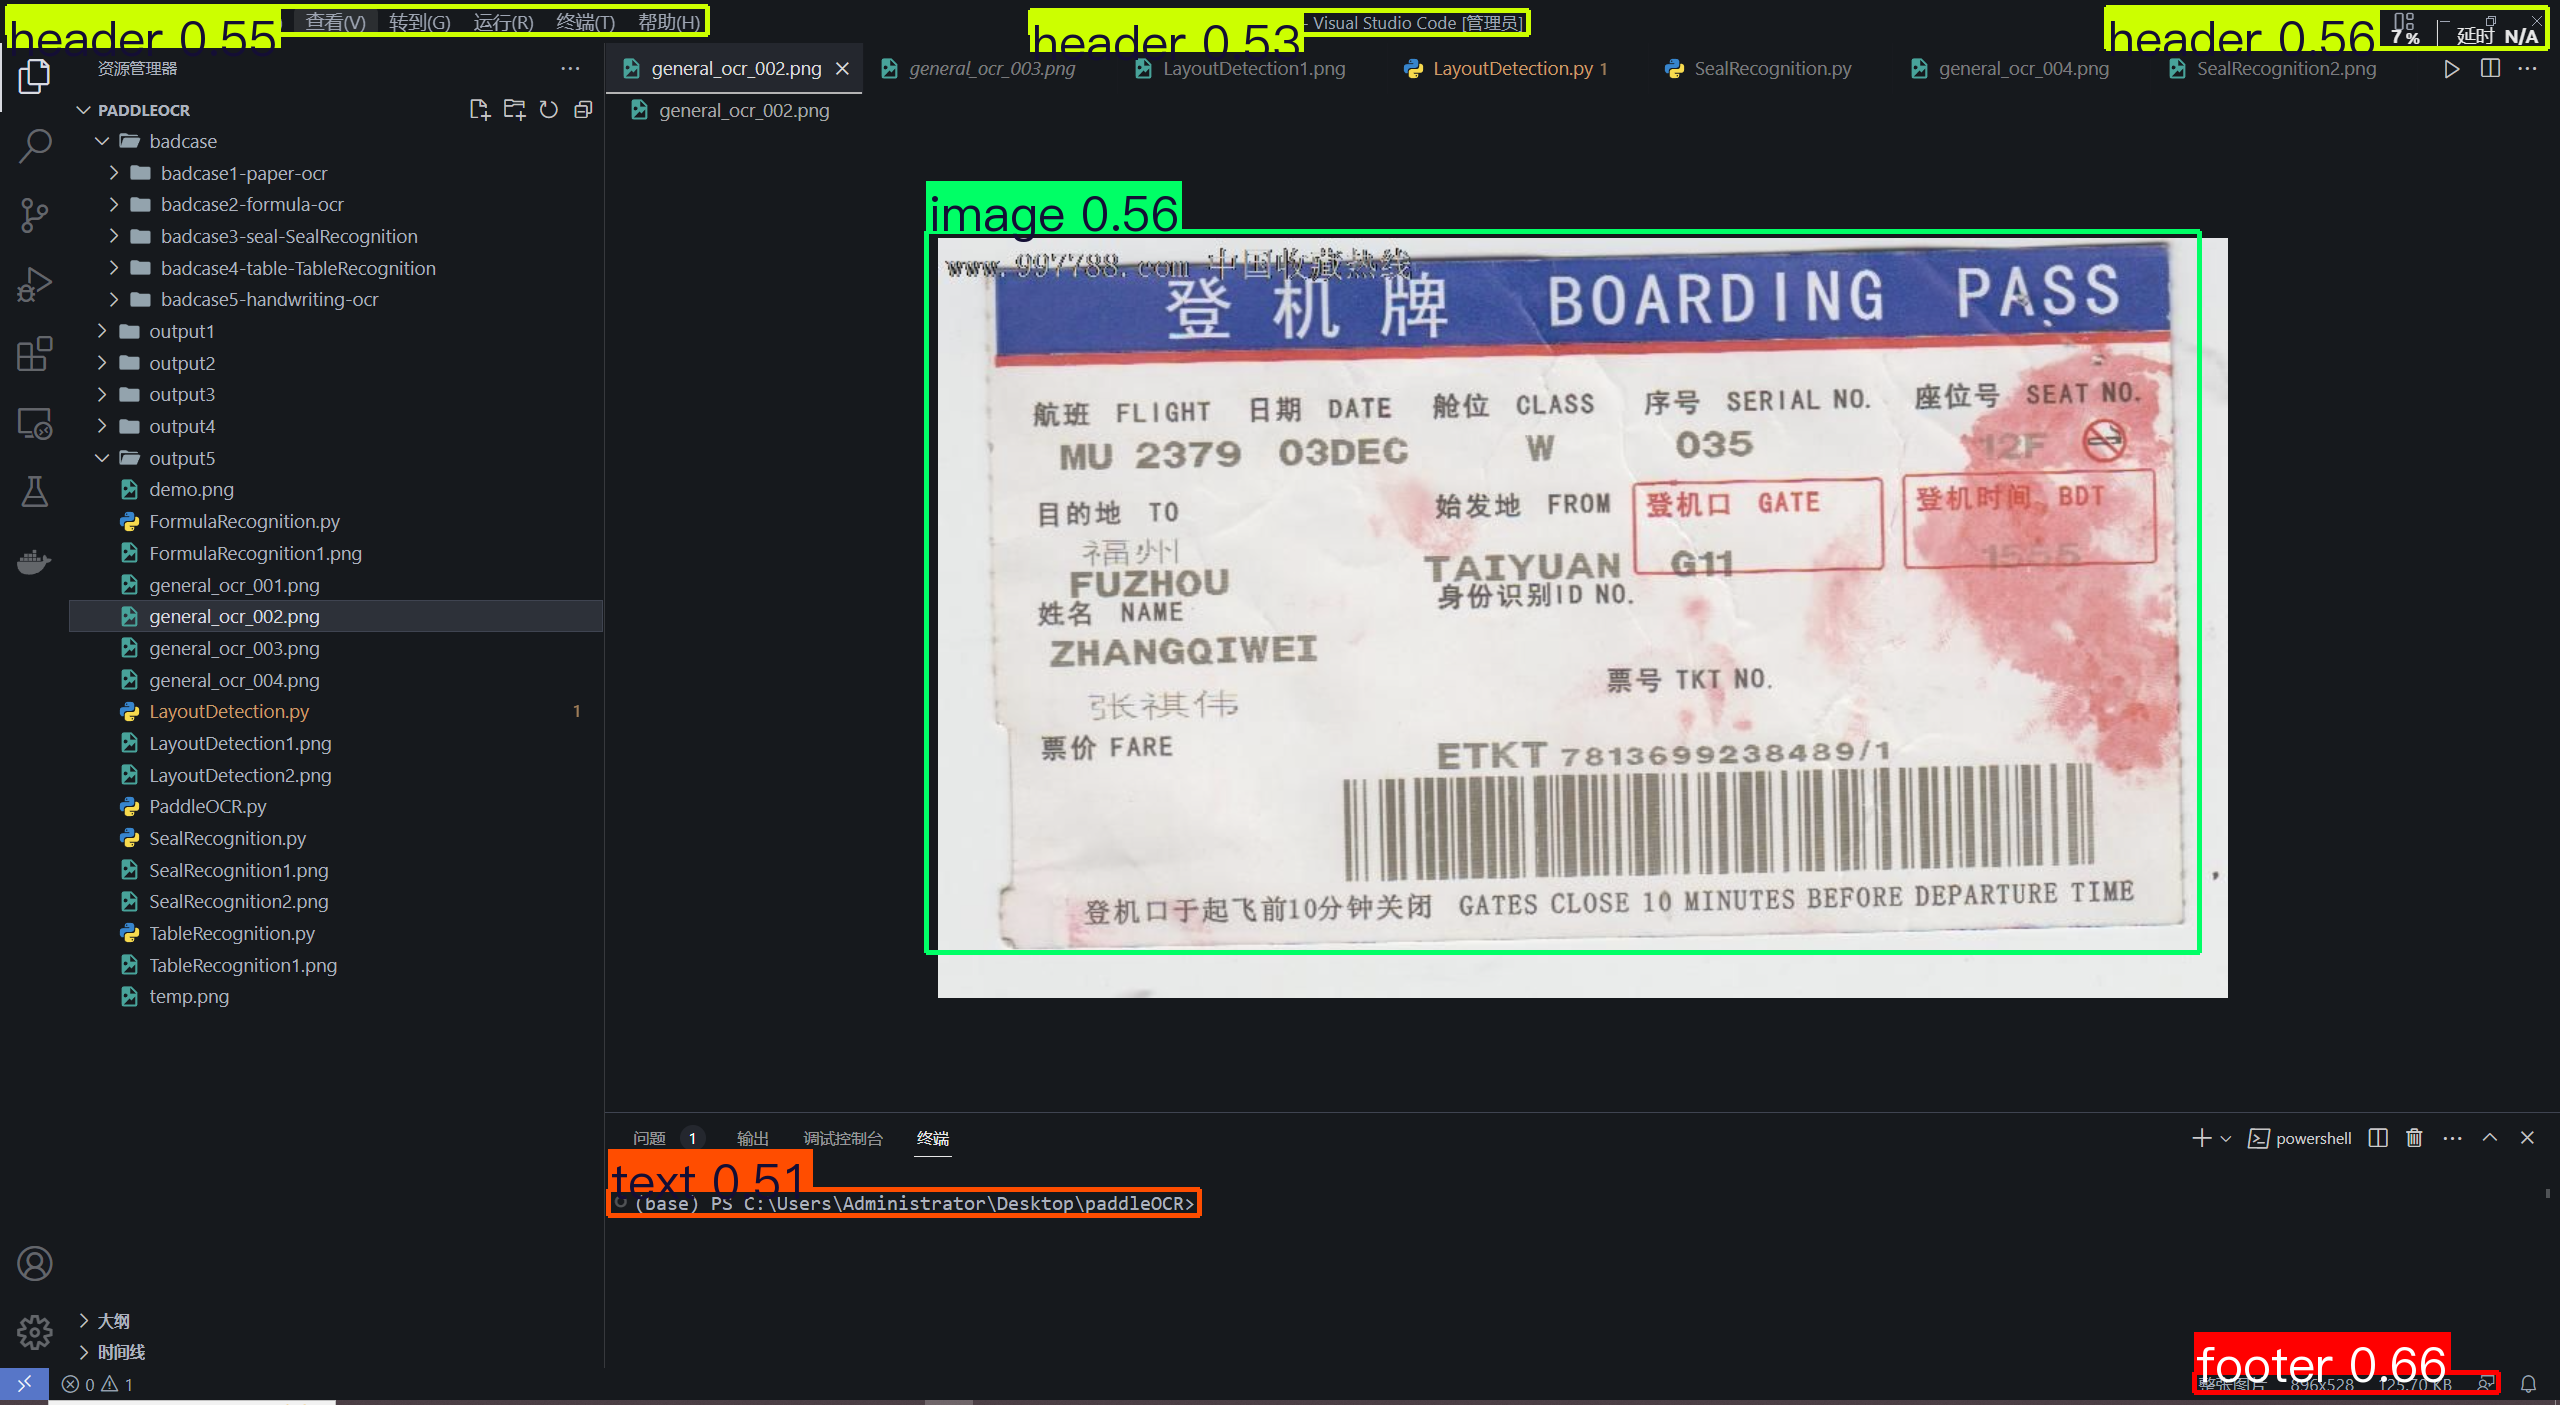 header 0.55
查看(V) 转到(G) 运行(R) 终端(T) 帮助(H)
header 0.53
- Visual Studio Code [管理员]
header 0.56
7% 延时 N/A
资源管理器
PADDLEOCR
badcase
badcase1-paper-ocr
badcase2-formula-ocr
badcase3-seal-SealRecognition
badcase4-table-TableRecognition
badcase5-handwriting-ocr
output1
output2
output3
output4
output5
demo.png
FormulaRecognition.py
FormulaRecognition1.png
general_ocr_001.png
general_ocr_002.png
general_ocr_003.png
general_ocr_004.png
LayoutDetection.py 1
LayoutDetection1.png
LayoutDetection2.png
PaddleOCR.py
SealRecognition.py
SealRecognition1.png
SealRecognition2.png
TableRecognition.py
TableRecognition1.png
temp.png
大纲
时间线
general_ocr_002.png general_ocr_003.png LayoutDetection1.png LayoutDetection.py 1 SealRecognition.py general_ocr_004.png SealRecognition2.png
general_ocr_002.png
image 0.56
www.997788.com 中国收藏热线
登机牌 BOARDING PASS
航班 FLIGHT 日期 DATE 舱位 CLASS 序号 SERIAL NO. 座位号 SEAT NO.
MU 2379 03DEC W 035 12F
目的地 TO 始发地 FROM 登机口 GATE 登机时间 BDT
福州
FUZHOU TAIYUAN G11 1555
姓名 NAME 身份识别ID NO.
ZHANGQIWEI
张祺伟
票号 TKT NO.
票价 FARE
ETKT 7813699238489/1
登机口于起飞前10分钟关闭 GATES CLOSE 10 MINUTES BEFORE DEPARTURE TIME
问题 1 输出 调试控制台 终端
powershell
text 0.51
(base) PS C:\Users\Administrator\Desktop\paddleOCR>
footer 0.66
0 1
整张图片 896x528 125.70 KB